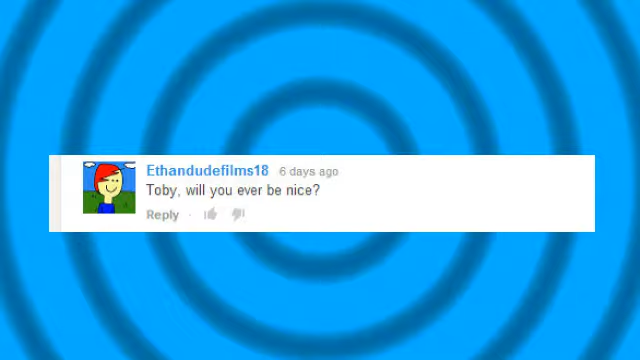 Ethandudefilms18 6 days ago
Toby, will you ever be nice?
Reply ·